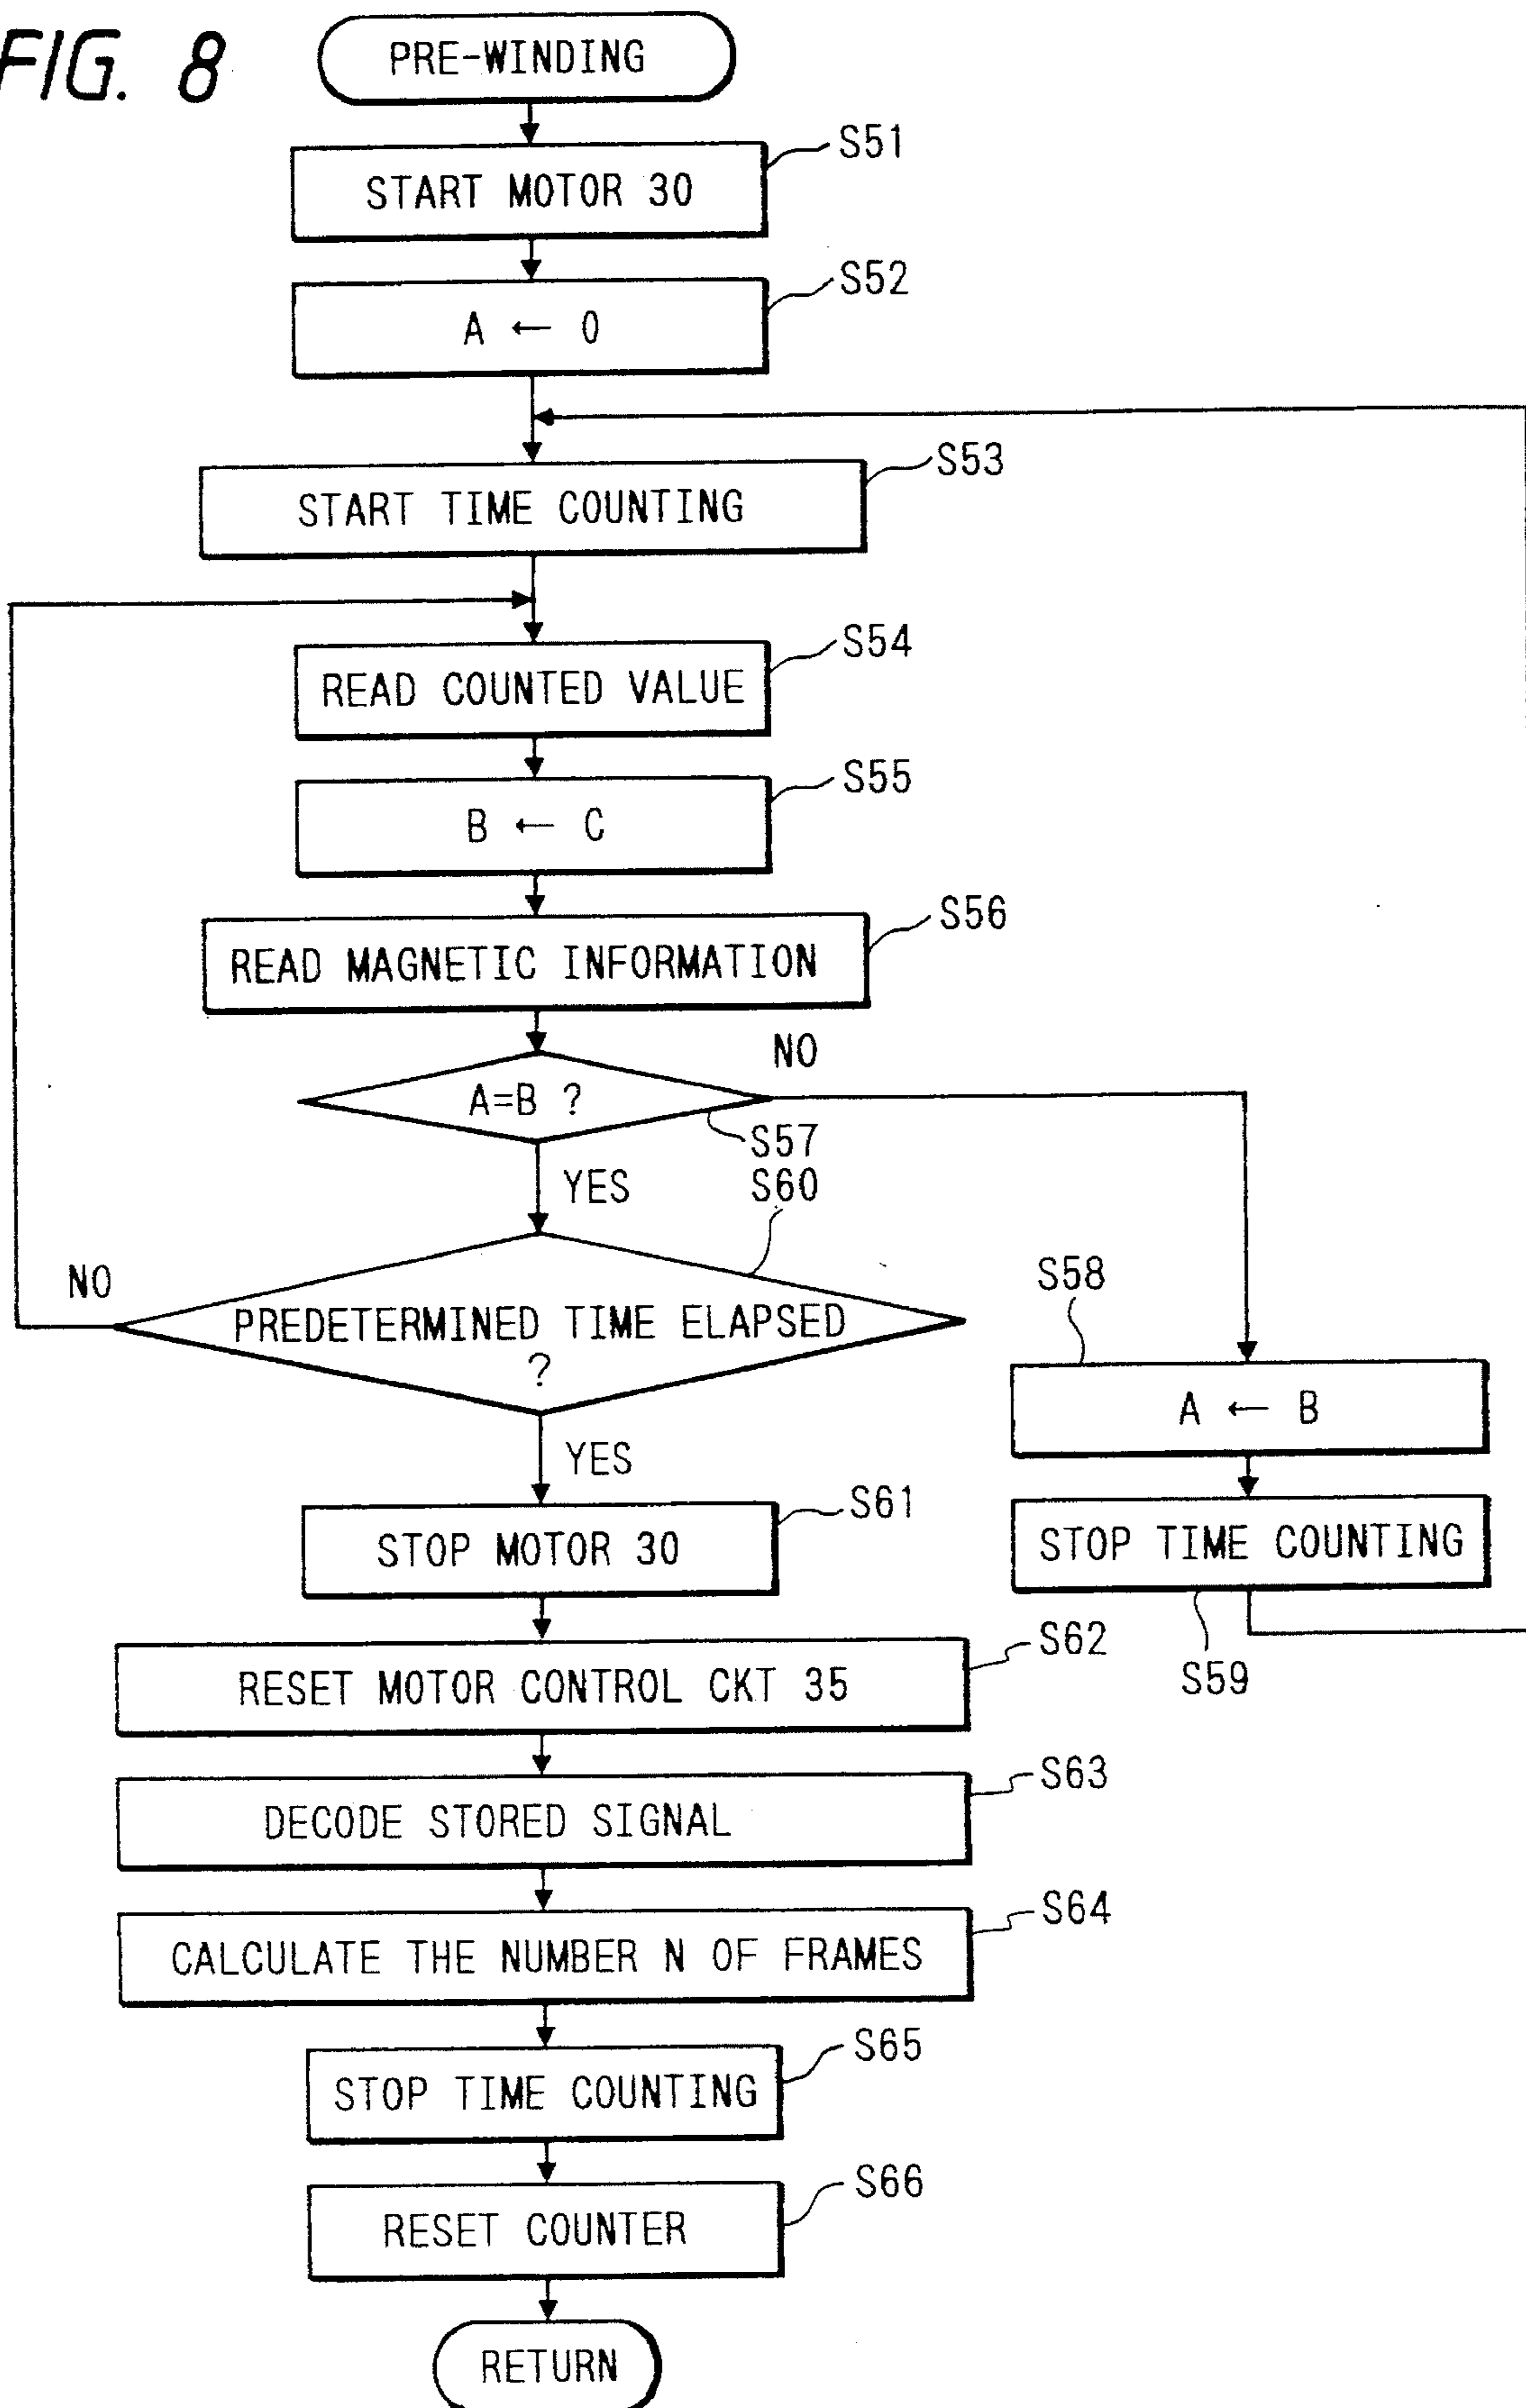 FIG. 8
PRE-WINDING
S51
START MOTOR 30
S52
A ← 0
S53
START TIME COUNTING
S54
READ COUNTED VALUE
S55
B ← C
S56
READ MAGNETIC INFORMATION
NO
A=B ?
S57
YES
S60
NO
PREDETERMINED TIME ELAPSED
?
YES
S58
A ← B
STOP TIME COUNTING
S59
S61
STOP MOTOR 30
S62
RESET MOTOR CONTROL CKT 35
S63
DECODE STORED SIGNAL
S64
CALCULATE THE NUMBER N OF FRAMES
S65
STOP TIME COUNTING
S66
RESET COUNTER
RETURN